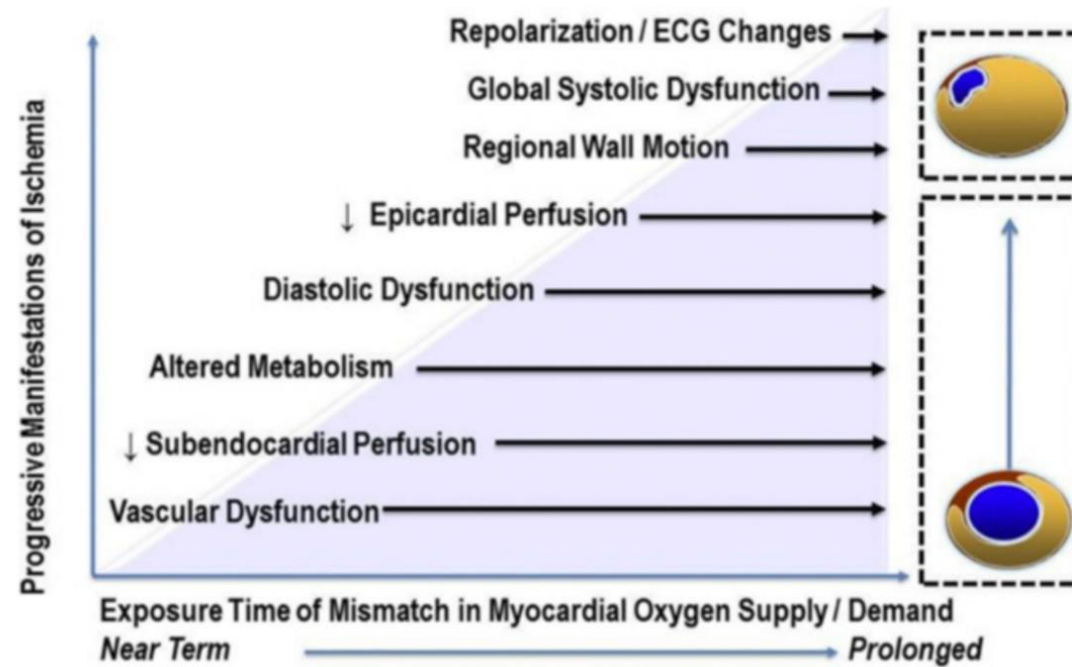 Progressive Manifestations of Ischemia
Repolarization / ECG Changes
Global Systolic Dysfunction
Regional Wall Motion
↓ Epicardial Perfusion
Diastolic Dysfunction
Altered Metabolism
↓ Subendocardial Perfusion
Vascular Dysfunction
Exposure Time of Mismatch in Myocardial Oxygen Supply / Demand
Near Term
Prolonged